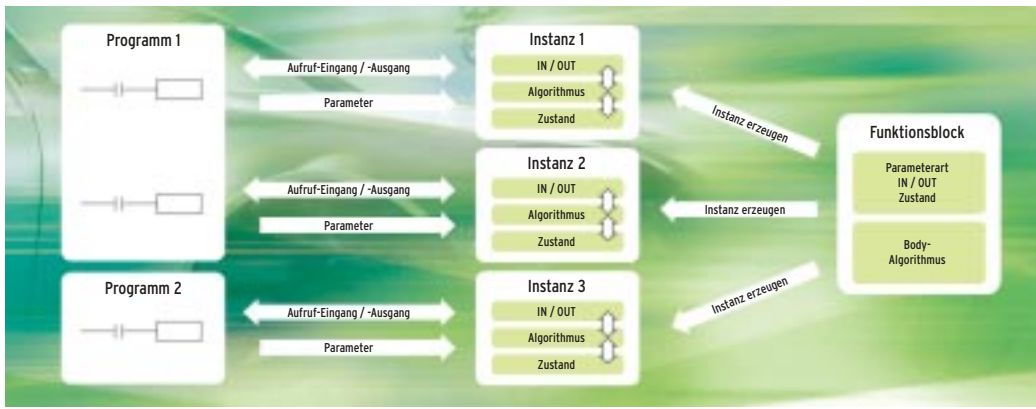 Programm 1
Aufruf-Eingang / -Ausgang
Parameter
Aufruf-Eingang / -Ausgang
Parameter
Programm 2
Aufruf-Eingang / -Ausgang
Parameter
Instanz 1
IN / OUT
Algorithmus
Zustand
Instanz 2
IN / OUT
Algorithmus
Zustand
Instanz 3
IN / OUT
Algorithmus
Zustand
Instanz erzeugen
Instanz erzeugen
Instanz erzeugen
Funktionsblock
Parameterart
IN / OUT
Zustand
Body-
Algorithmus